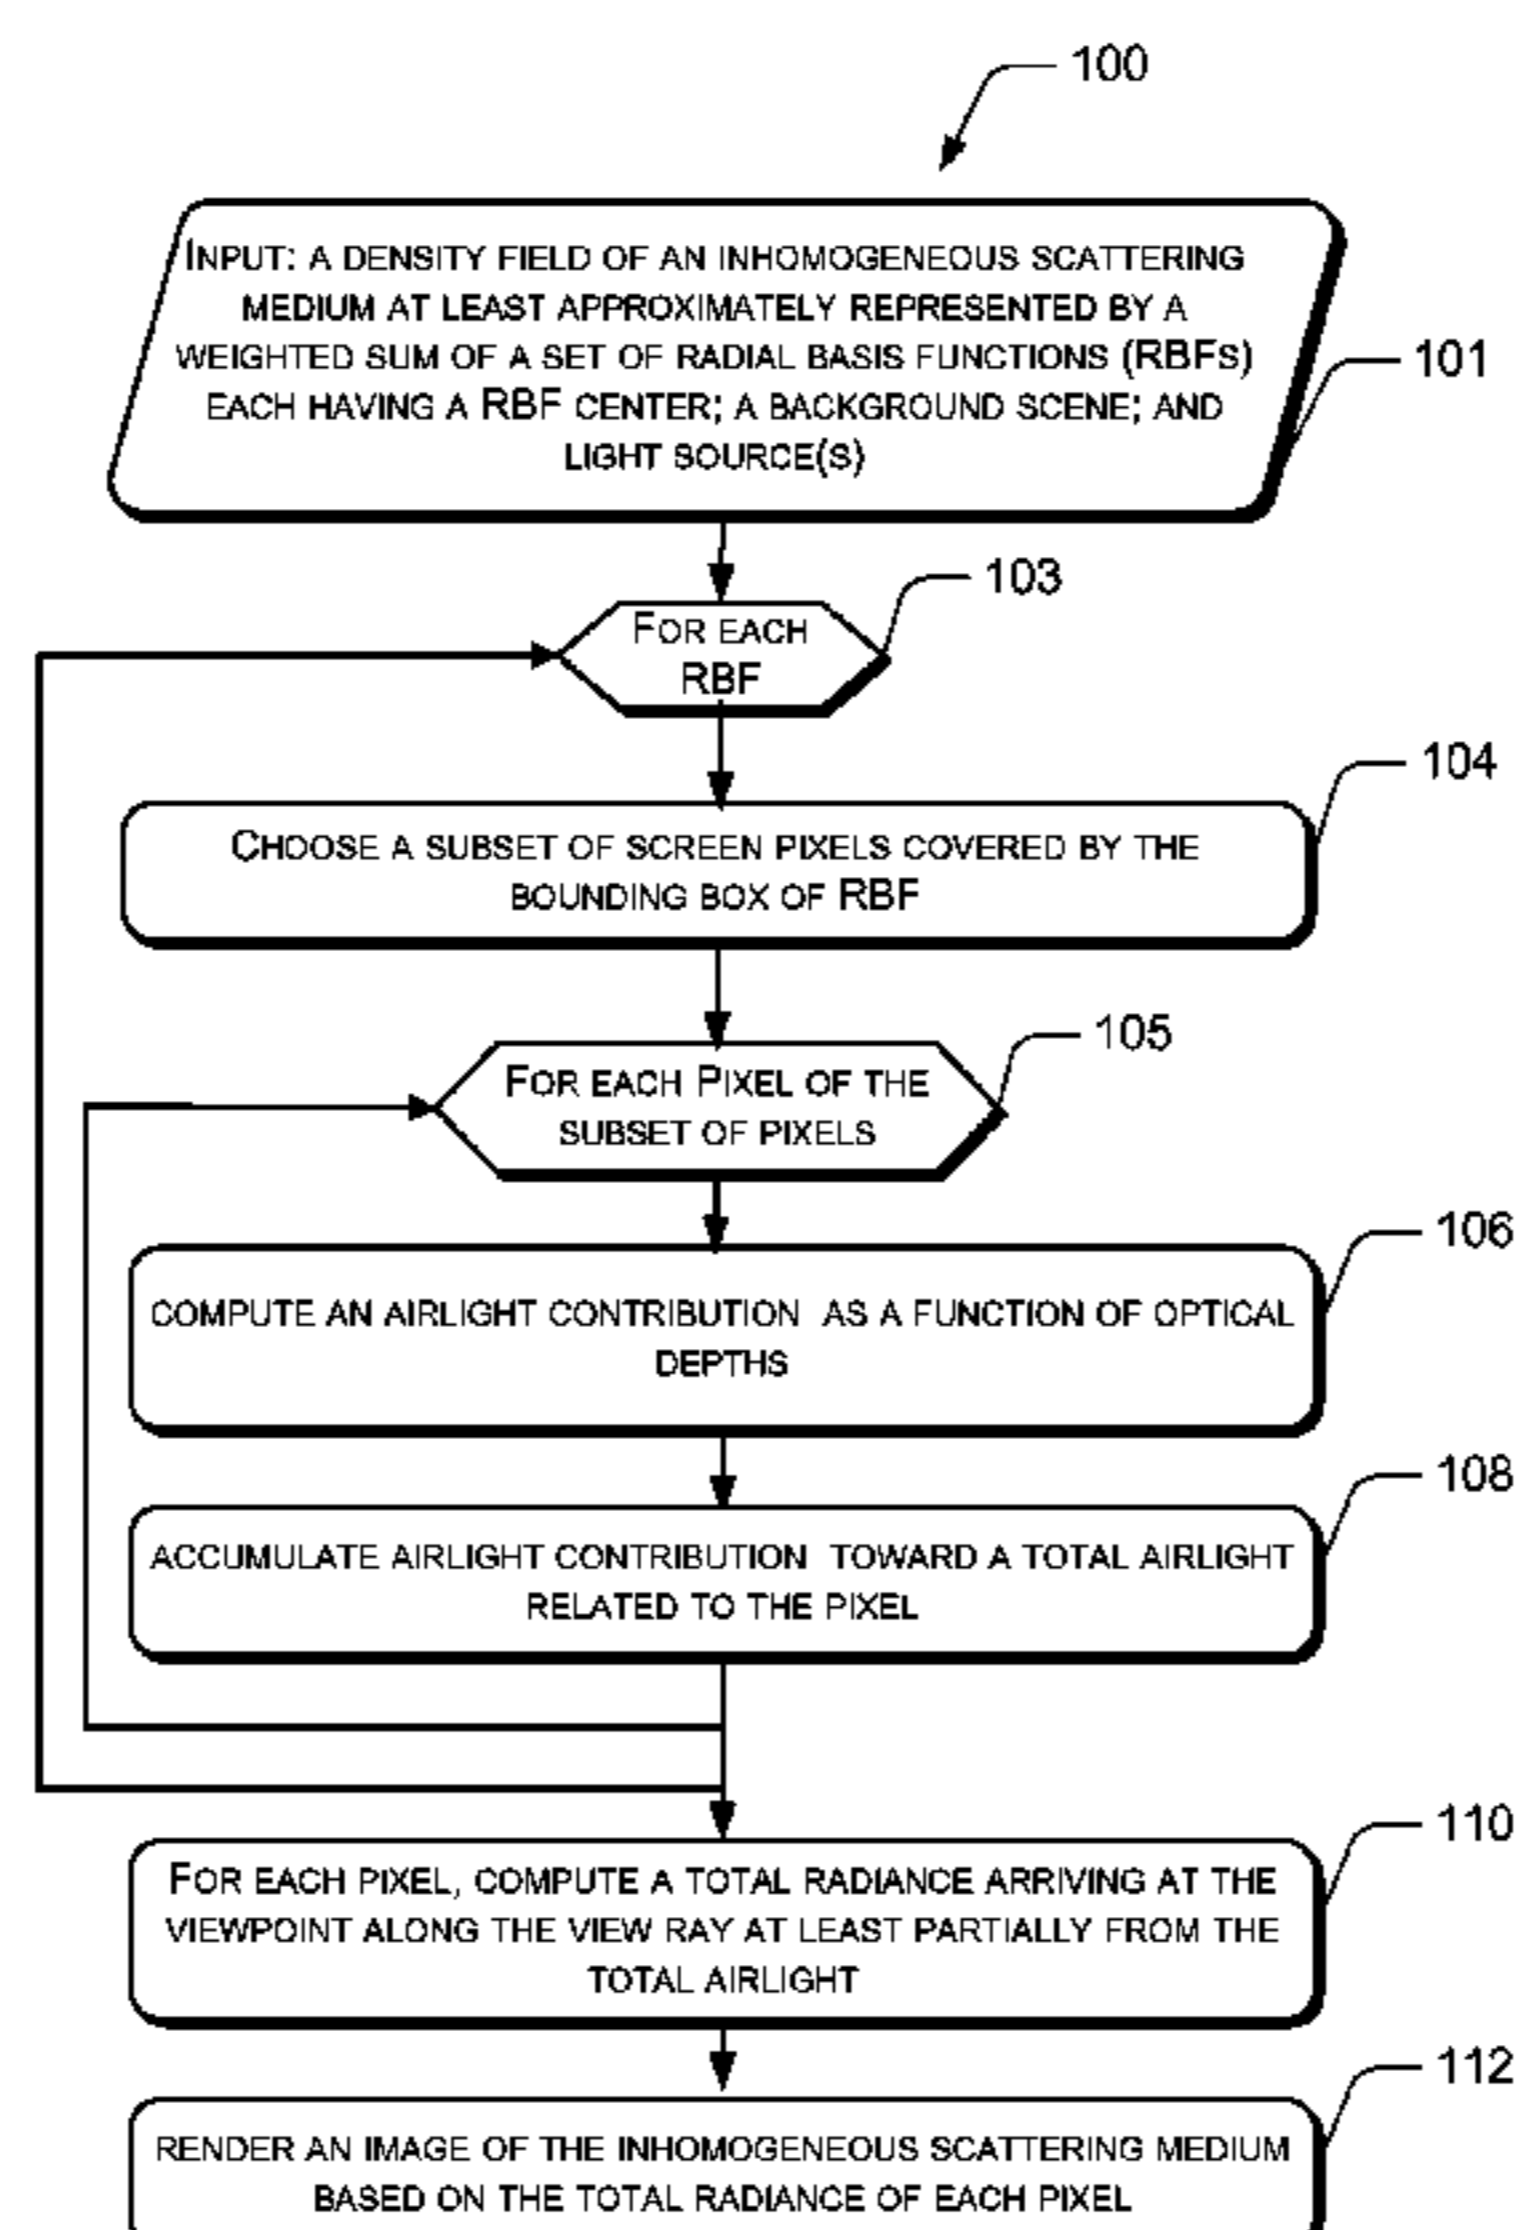 100
INPUT: A DENSITY FIELD OF AN INHOMOGENEOUS SCATTERING
MEDIUM AT LEAST APPROXIMATELY REPRESENTED BY A
WEIGHTED SUM OF A SET OF RADIAL BASIS FUNCTIONS (RBFS)
EACH HAVING A RBF CENTER; A BACKGROUND SCENE; AND
LIGHT SOURCE(S)
101
FOR EACH
RBF
103
CHOOSE A SUBSET OF SCREEN PIXELS COVERED BY THE
BOUNDING BOX OF RBF
104
FOR EACH PIXEL OF THE
SUBSET OF PIXELS
105
COMPUTE AN AIRLIGHT CONTRIBUTION AS A FUNCTION OF OPTICAL
DEPTHS
106
ACCUMULATE AIRLIGHT CONTRIBUTION TOWARD A TOTAL AIRLIGHT
RELATED TO THE PIXEL
108
FOR EACH PIXEL, COMPUTE A TOTAL RADIANCE ARRIVING AT THE
VIEWPOINT ALONG THE VIEW RAY AT LEAST PARTIALLY FROM THE
TOTAL AIRLIGHT
110
RENDER AN IMAGE OF THE INHOMOGENEOUS SCATTERING MEDIUM
BASED ON THE TOTAL RADIANCE OF EACH PIXEL
112